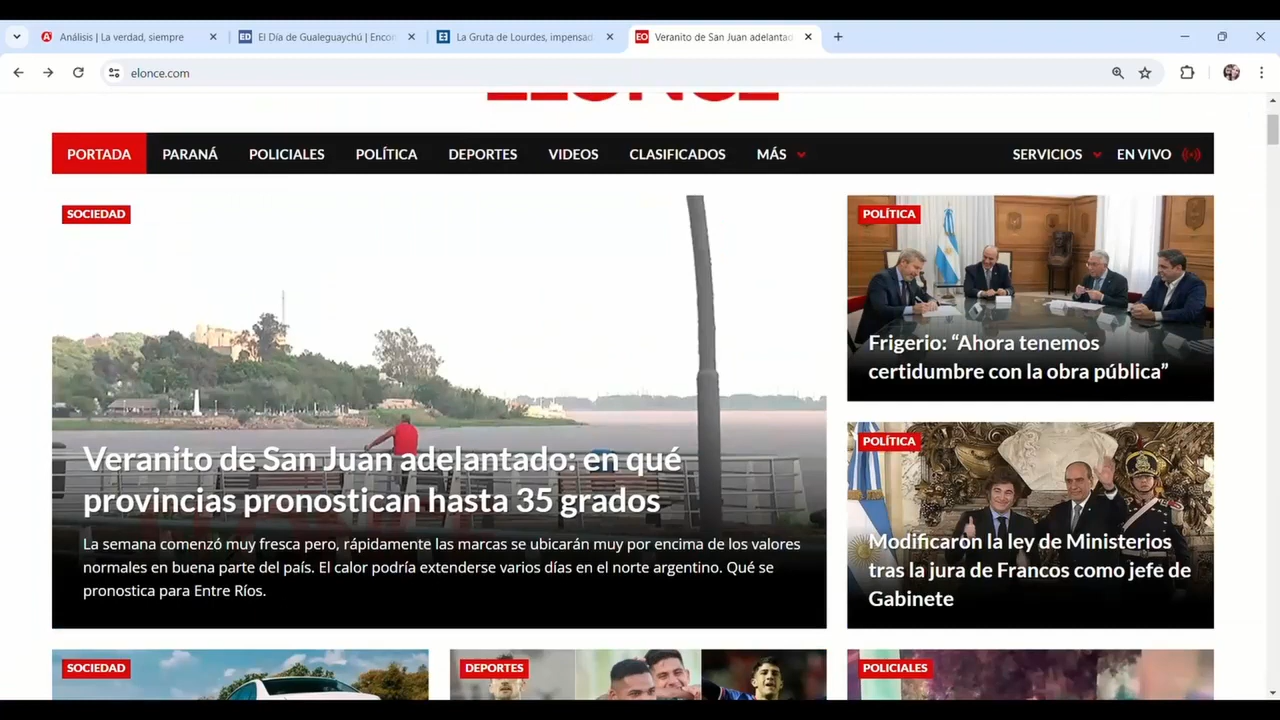 Análisis | La verdad, siempre
ED El Día de Gualeguaychú | Enco
La Gruta de Lourdes, impensad
EO Veranito de San Juan adelantad
elonce.com
ELONCE
PORTADA PARANÁ POLICIALES POLÍTICA DEPORTES VIDEOS CLASIFICADOS MÁS SERVICIOS EN VIVO
SOCIEDAD
Veranito de San Juan adelantado: en qué
provincias pronostican hasta 35 grados
La semana comenzó muy fresca pero, rápidamente las marcas se ubicarán muy por encima de los valores
normales en buena parte del país. El calor podría extenderse varios días en el norte argentino. Qué se
pronostica para Entre Ríos.
POLÍTICA
Frigerio: “Ahora tenemos
certidumbre con la obra pública”
POLÍTICA
Modificaron la ley de Ministerios
tras la jura de Francos como jefe de
Gabinete
SOCIEDAD
DEPORTES
POLICIALES